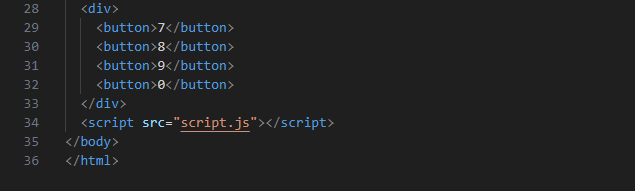 28 <div>
29 <button>7</button>
30 <button>8</button>
31 <button>9</button>
32 <button>0</button>
33 </div>
34 <script src="script.js"></script>
35 </body>
36 </html>